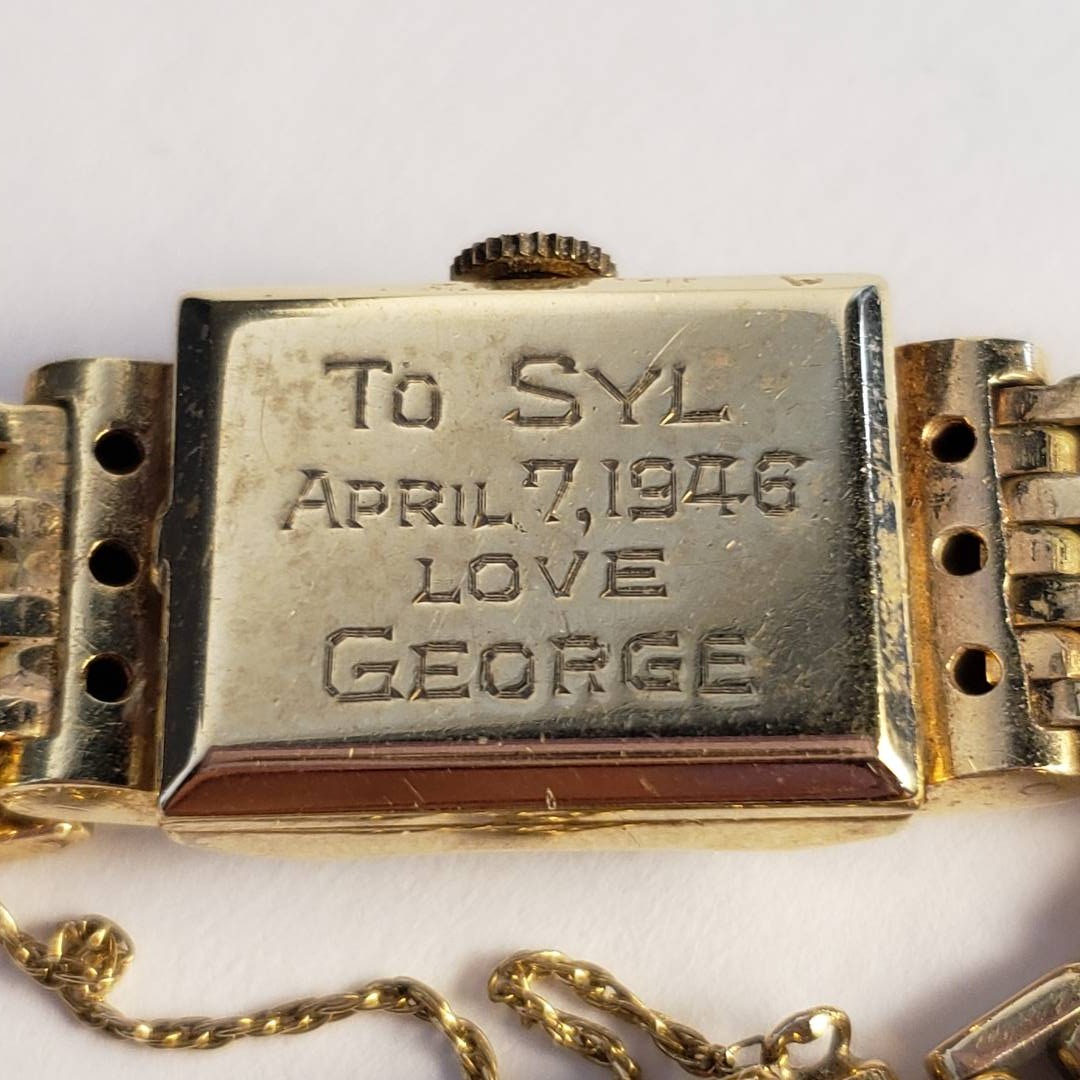 To SYL
APRIL 7, 1946
LOVE
GEORGE